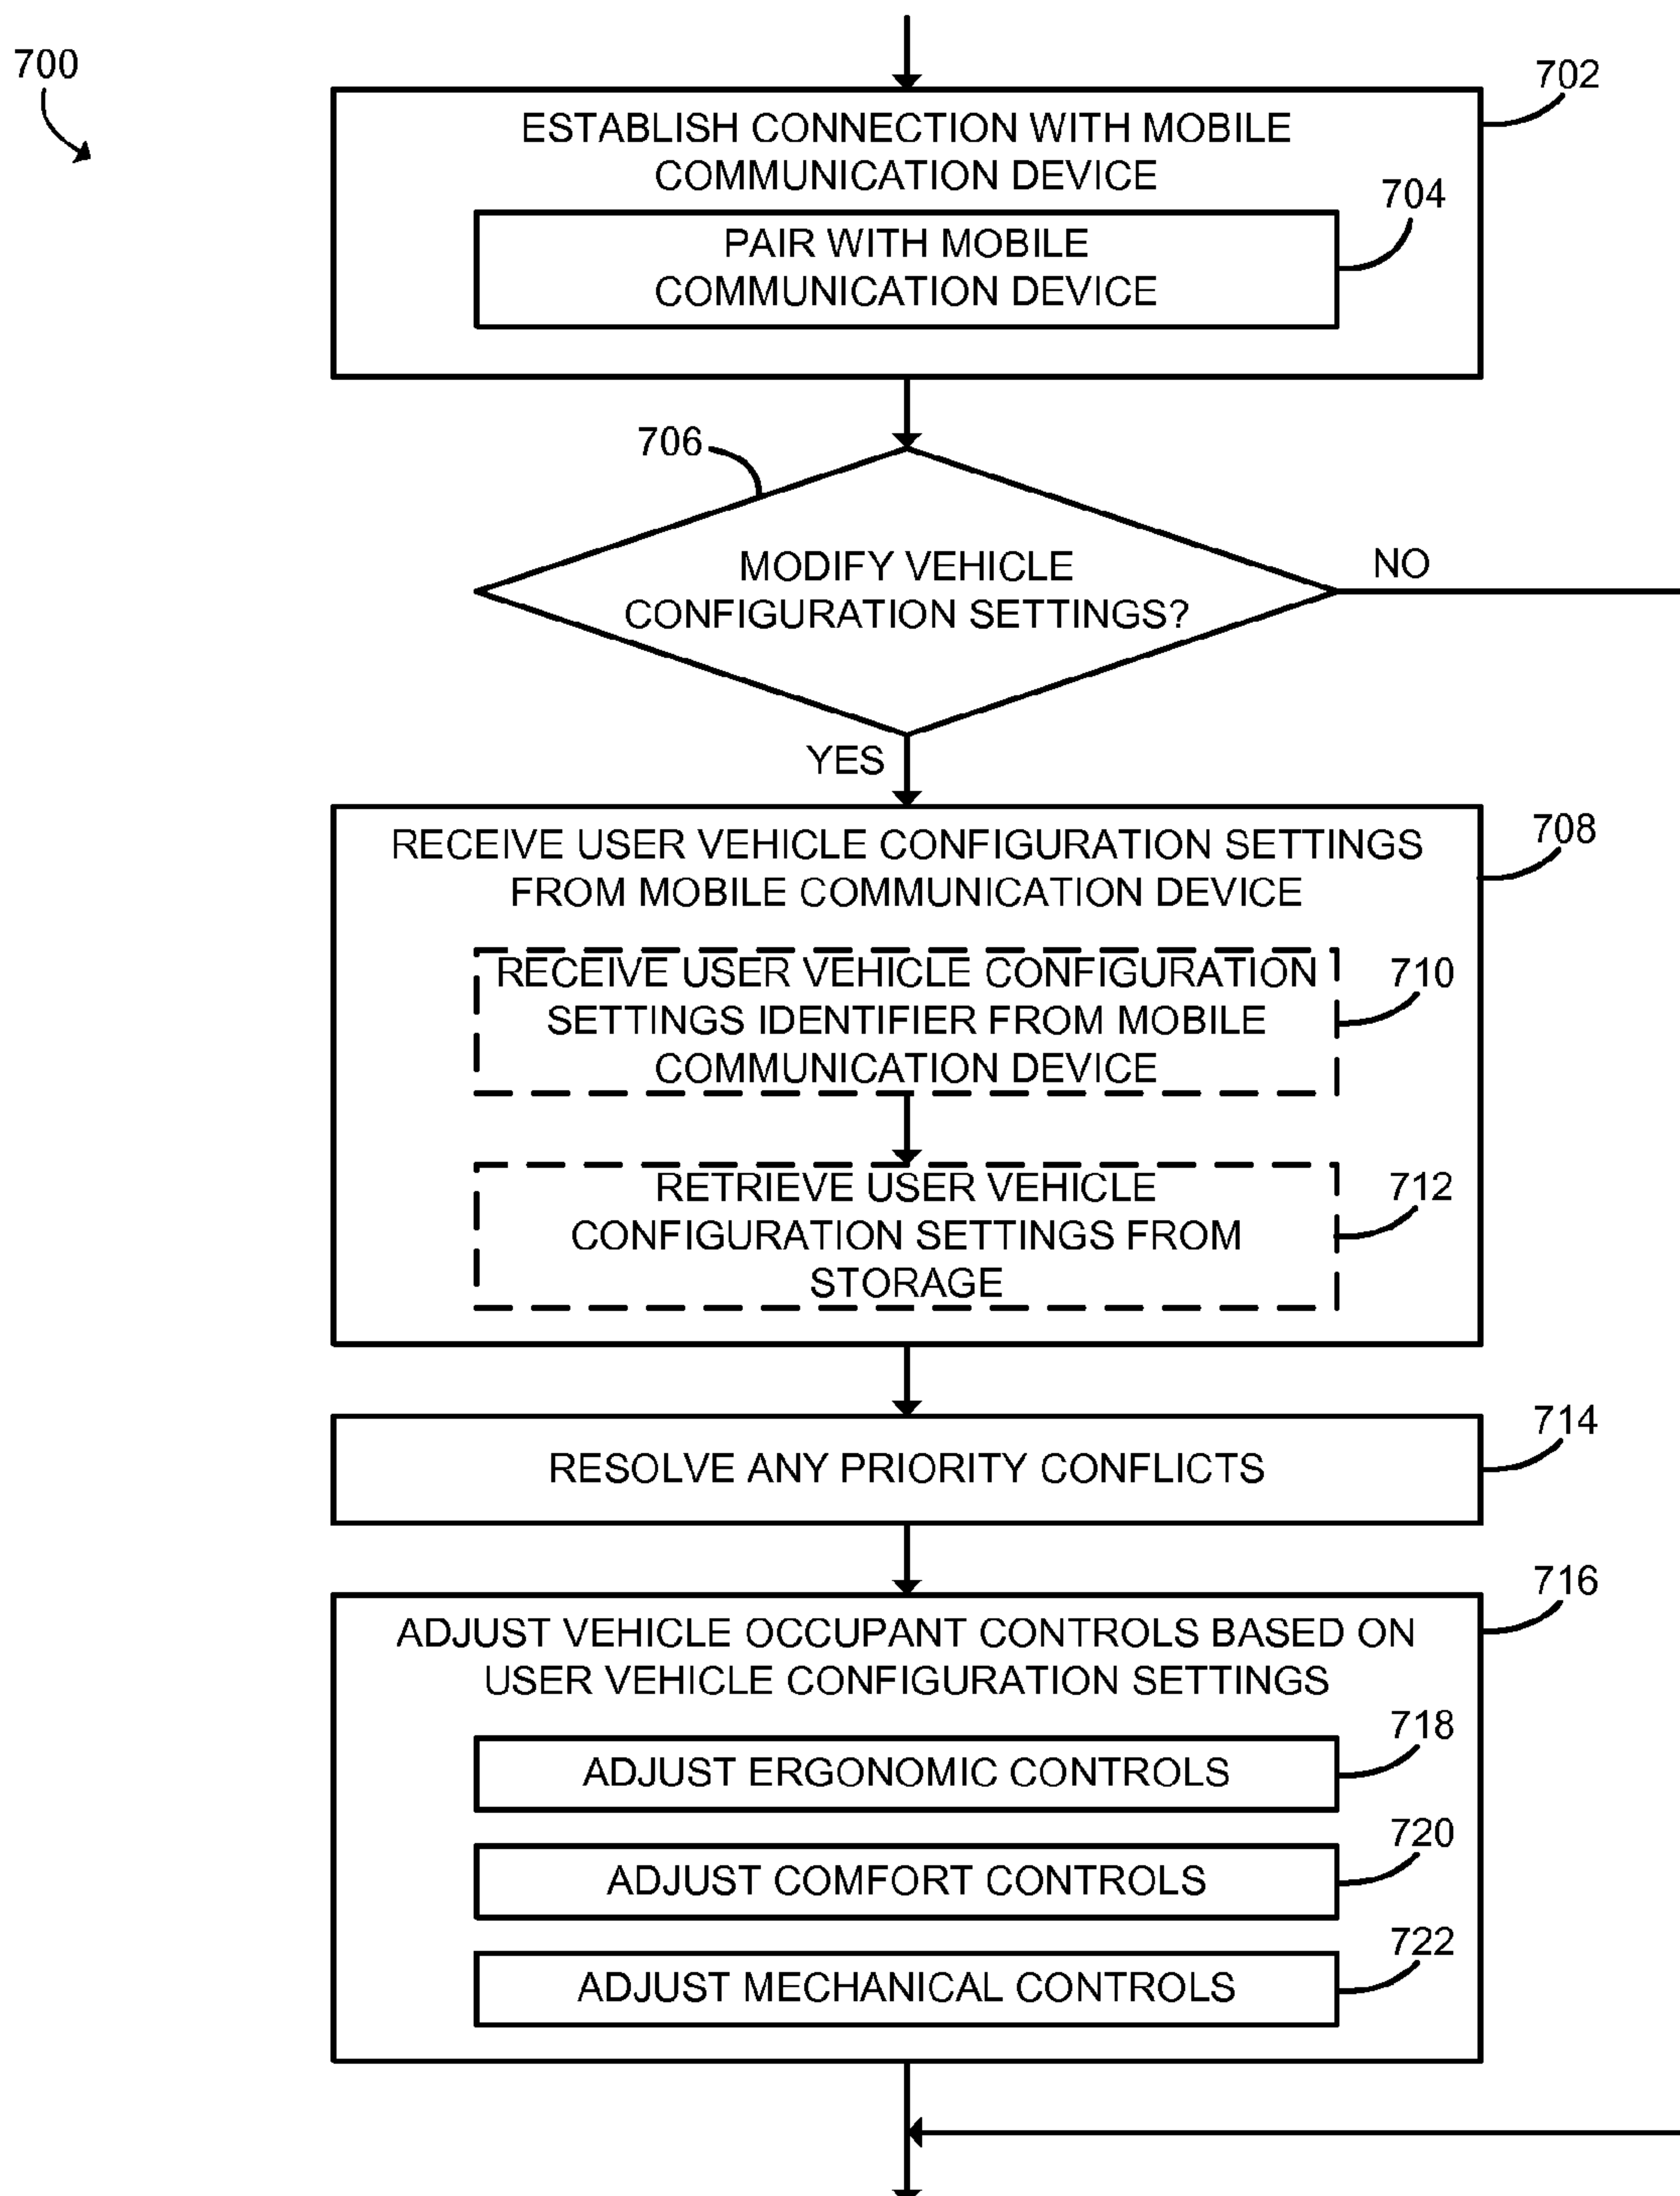 700
702
ESTABLISH CONNECTION WITH MOBILE
COMMUNICATION DEVICE
704
PAIR WITH MOBILE
COMMUNICATION DEVICE
706
MODIFY VEHICLE
CONFIGURATION SETTINGS?
NO
YES
708
RECEIVE USER VEHICLE CONFIGURATION SETTINGS
FROM MOBILE COMMUNICATION DEVICE
710
RECEIVE USER VEHICLE CONFIGURATION
SETTINGS IDENTIFIER FROM MOBILE
COMMUNICATION DEVICE
712
RETRIEVE USER VEHICLE
CONFIGURATION SETTINGS FROM
STORAGE
714
RESOLVE ANY PRIORITY CONFLICTS
716
ADJUST VEHICLE OCCUPANT CONTROLS BASED ON
USER VEHICLE CONFIGURATION SETTINGS
718
ADJUST ERGONOMIC CONTROLS
720
ADJUST COMFORT CONTROLS
722
ADJUST MECHANICAL CONTROLS